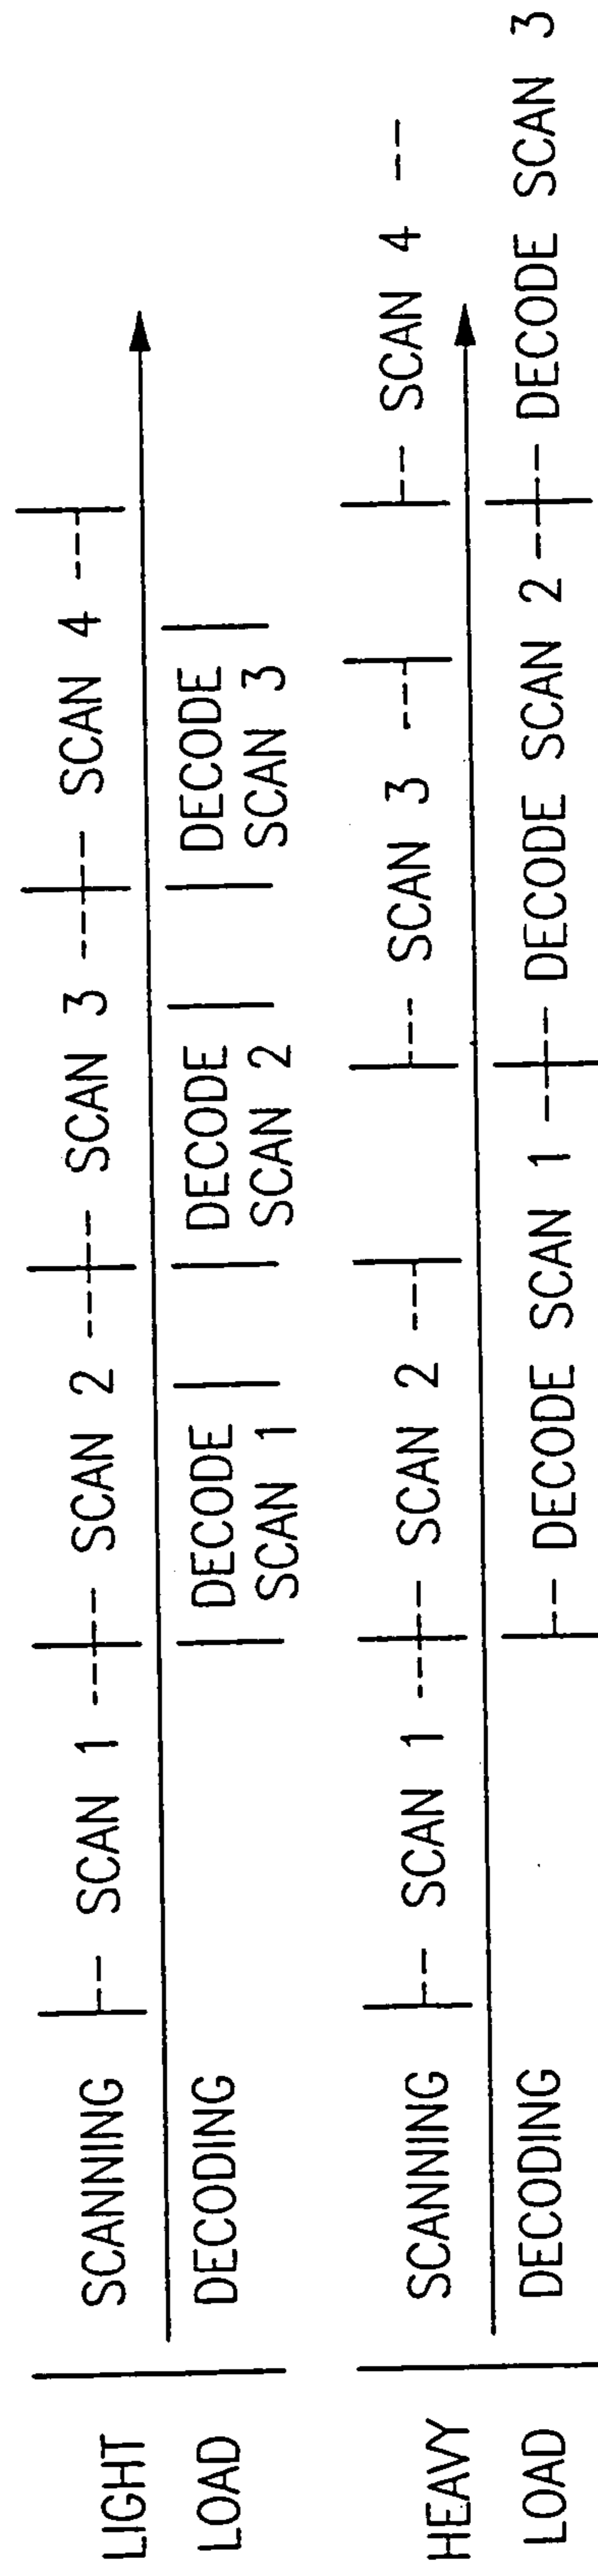 LIGHT
LOAD
SCANNING
SCAN 1
SCAN 2
SCAN 3
SCAN 4
DECODING
DECODE
SCAN 1
DECODE
SCAN 2
DECODE
SCAN 3
HEAVY
LOAD
SCANNING
SCAN 1
SCAN 2
SCAN 3
SCAN 4
DECODING
DECODE SCAN 1
DECODE SCAN 2
DECODE SCAN 3